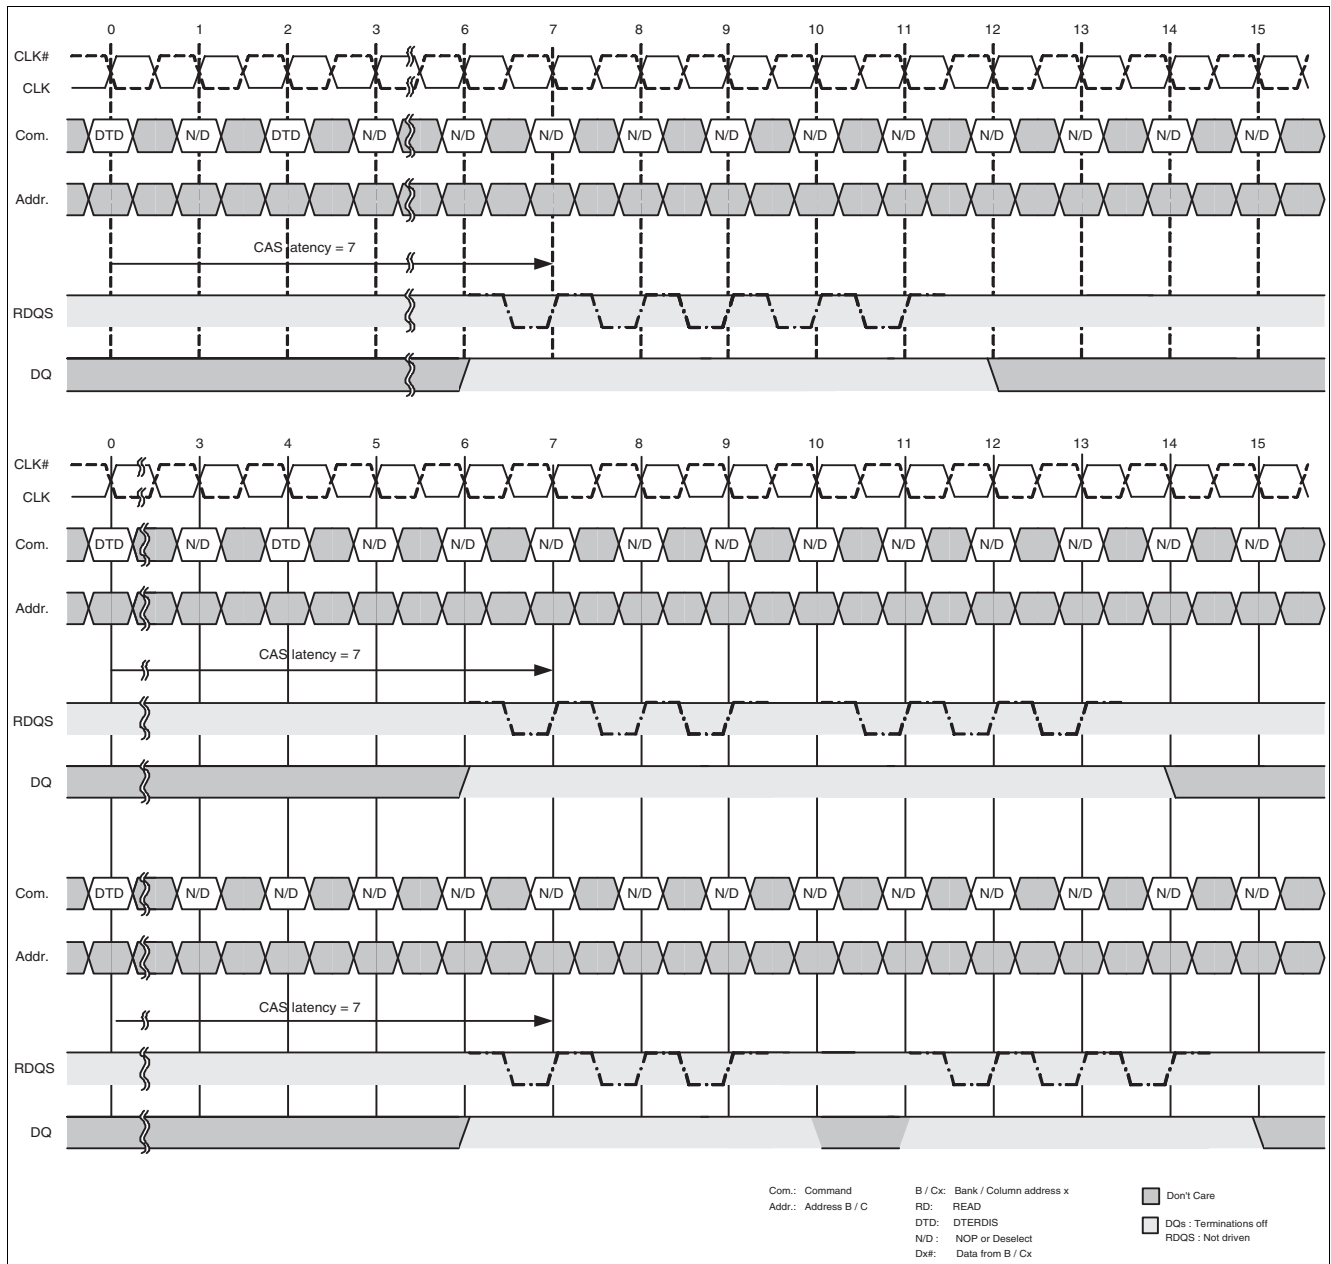 0 1 2 3 6 7 8 9 10 11 12 13 14 15
CLK#
CLK
Com. DTD N/D DTD N/D N/D N/D N/D N/D N/D N/D N/D N/D N/D N/D
Addr.
CAS latency = 7
RDQS
DQ
0 3 4 5 6 7 8 9 10 11 12 13 14 15
CLK#
CLK
Com. DTD N/D DTD N/D N/D N/D N/D N/D N/D N/D N/D N/D N/D N/D
Addr.
CAS latency = 7
RDQS
DQ
Com. DTD N/D N/D N/D N/D N/D N/D N/D N/D N/D N/D N/D N/D N/D
Addr.
CAS latency = 7
RDQS
DQ
Com.: Command
Addr.: Address B / C
B / Cx: Bank / Column address x
RD: READ
DTD: DTERDIS
N/D : NOP or Deselect
Dx#: Data from B / Cx
Don't Care
DQs : Terminations off
RDQS : Not driven